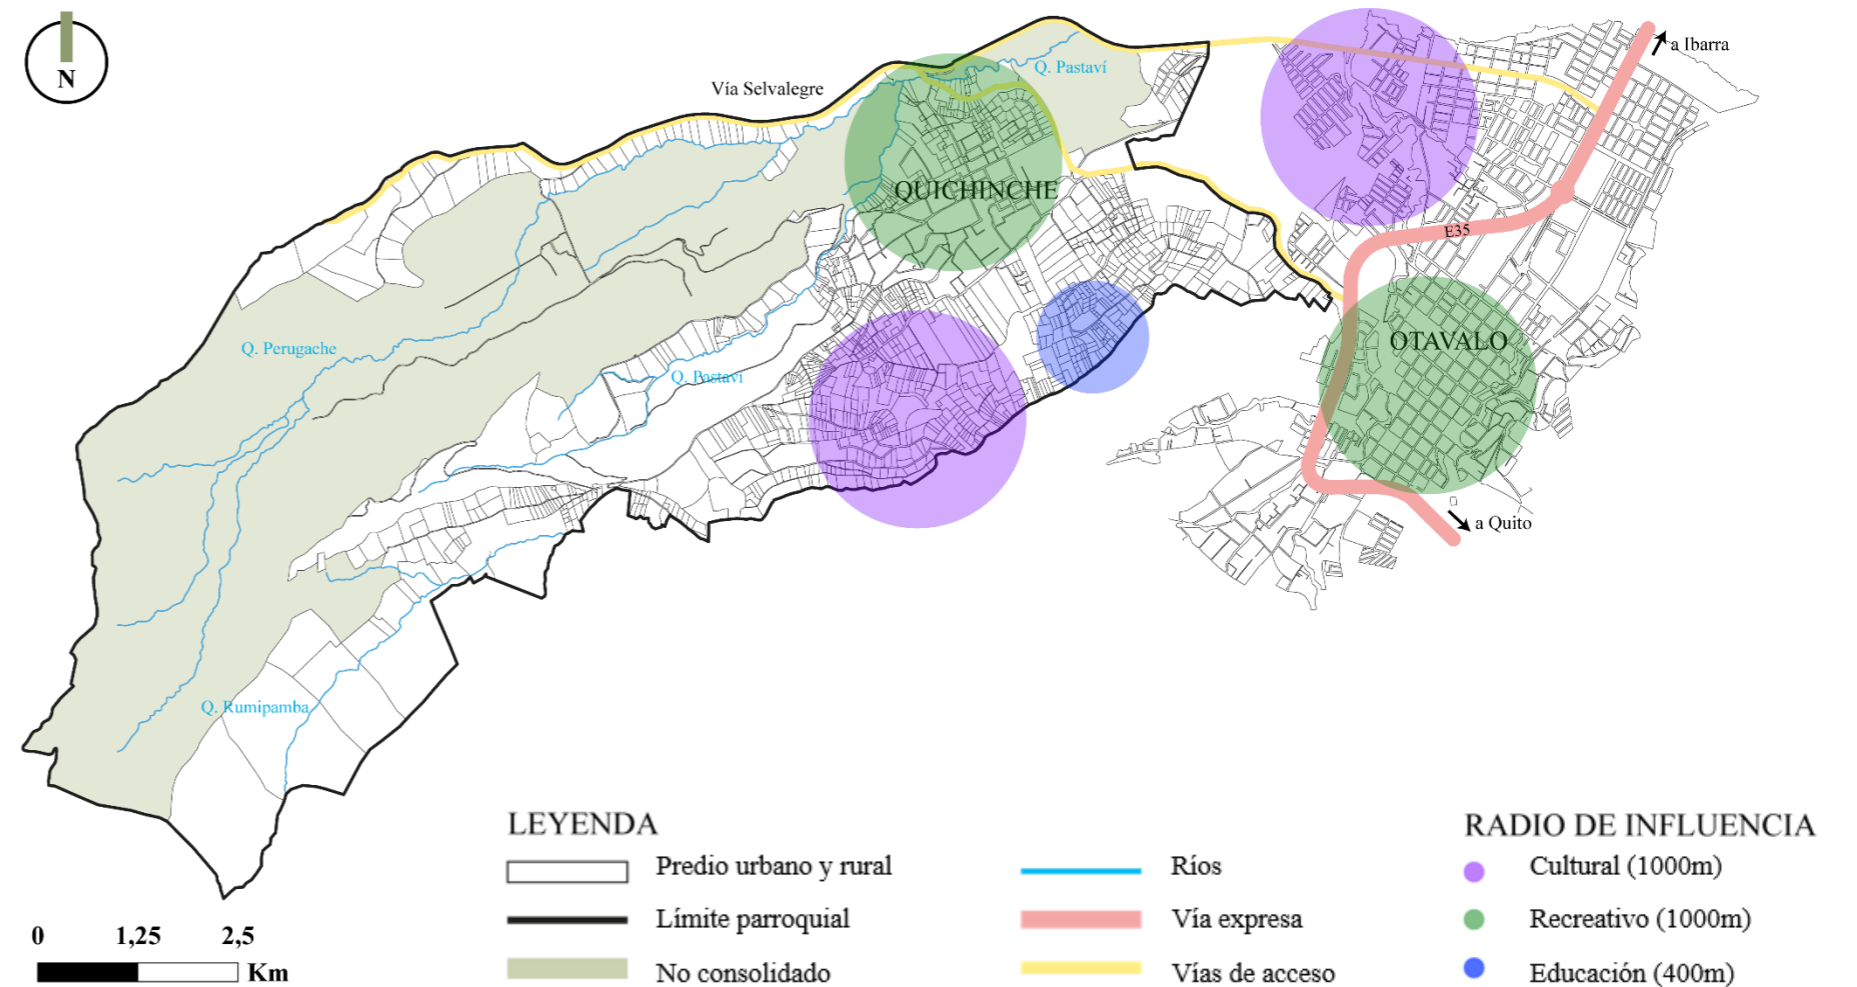 N
a Ibarra
Q. Pastaví
Vía Selvalegre
QUICHINCHE
E35
OTAVALO
Q. Perugache
Q. Pastaví
a Quito
Q. Rumipamba
LEYENDA
Predio urbano y rural
Límite parroquial
No consolidado
Ríos
Vía expresa
Vías de acceso
RADIO DE INFLUENCIA
Cultural (1000m)
Recreativo (1000m)
Educación (400m)
0 1,25 2,5
Km